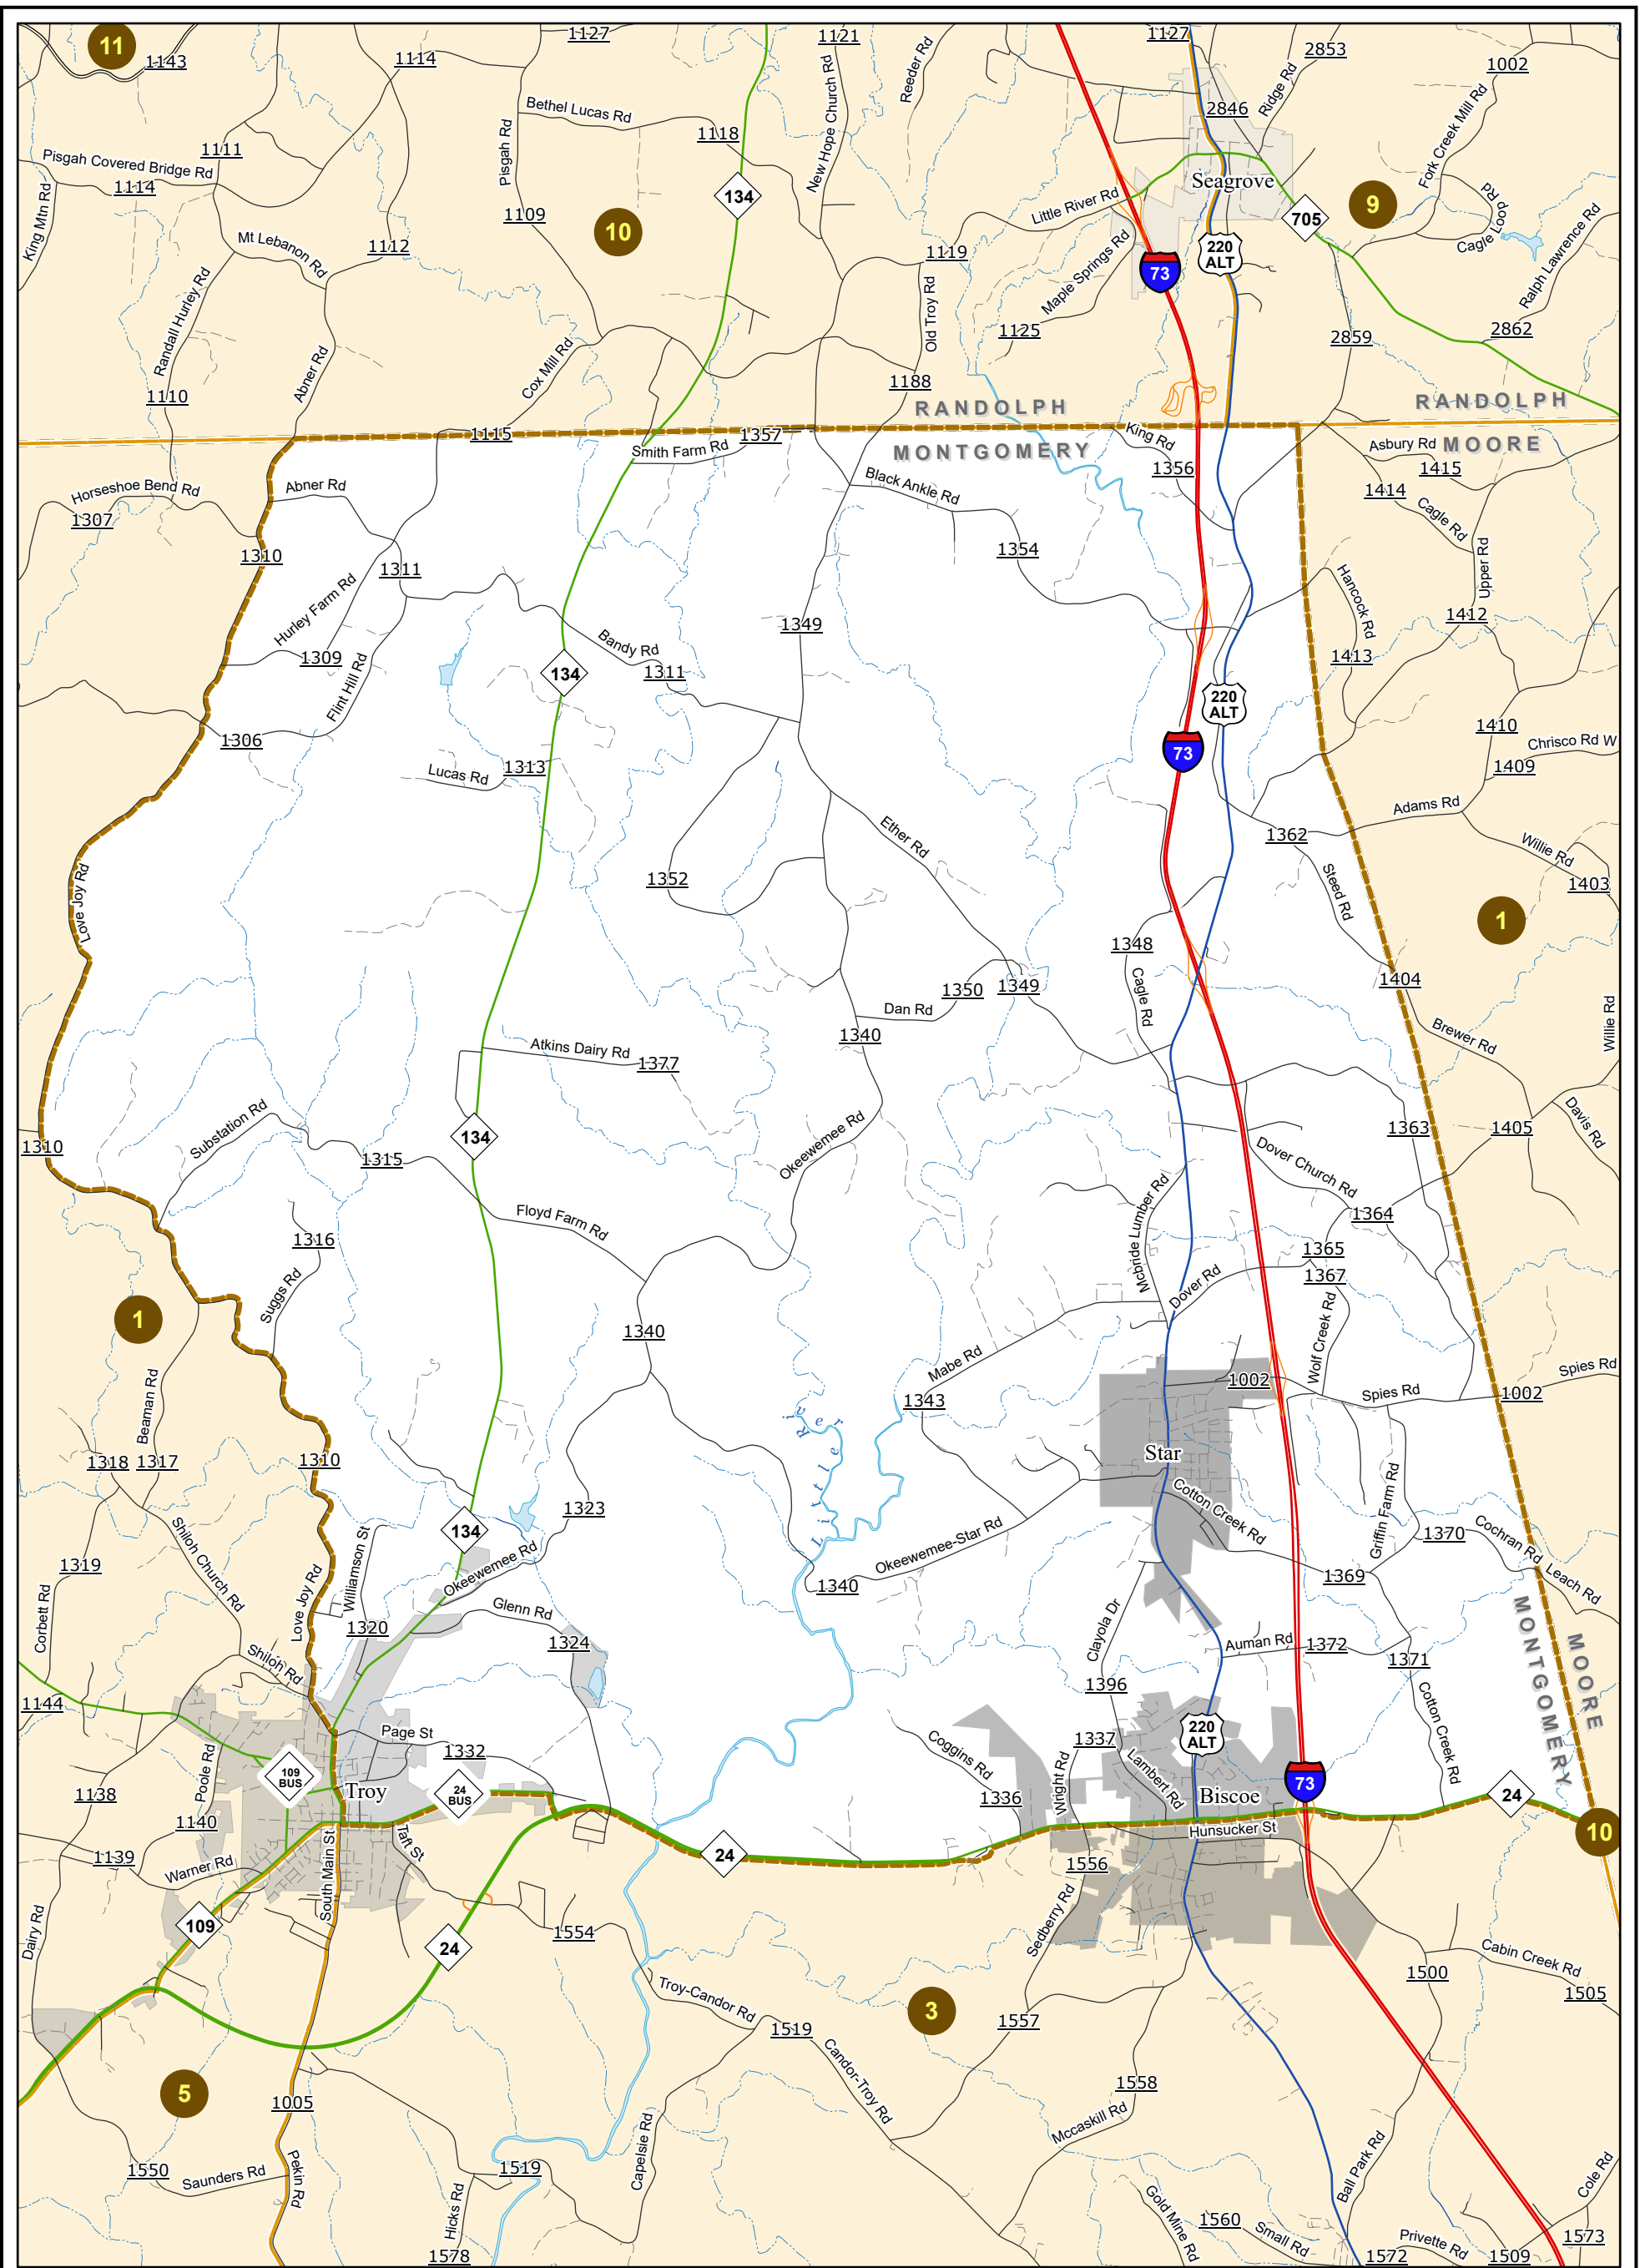 11
1143
1114
1127
1121
Reeder Rd
1127
2853
1002
Bethel Lucas Rd
1118
New Hope Church Rd
2846
Ridge Rd
Fork Creek Mill Rd
1111
Pisgah Rd
Pisgah Covered Bridge Rd
1114
134
Seagrove
Cagle Loop Rd
King Mtn Rd
1109
10
Little River Rd
705
9
Mt Lebanon Rd
1112
1119
Maple Springs Rd
73
220
ALT
Ralph Lawrence Rd
Randall Hurley Rd
Old Troy Rd
1125
2859
2862
Abner Rd
Cox Mill Rd
1110
1188
RANDOLPH
RANDOLPH
1115
1357
Smith Farm Rd
MONTGOMERY
King Rd
1356
Asbury Rd
MOORE
1415
Horseshoe Bend Rd
1307
Abner Rd
Black Ankle Rd
1414
Cagle Rd
1310
1311
1354
Upper Rd
Hurley Farm Rd
Hancock Rd
1309
1349
1412
Bandy Rd
1311
1413
Flint Hill Rd
134
220
ALT
1306
73
1410
Chrisco Rd W
Lucas Rd
1313
1409
Adams Rd
Ether Rd
1362
Willie Rd
1352
1403
Love Joy Rd
Steed Rd
1
1348
1404
Cagle Rd
1350
1349
Dan Rd
1340
Brewer Rd
Willie Rd
Atkins Dairy Rd
1377
Substation Rd
134
Okeewemee Rd
1363
1405
Davis Rd
1310
1315
Dover Church Rd
Mcbride Lumber Rd
1364
Floyd Farm Rd
1316
1365
1367
Suggs Rd
Dover Rd
1
1340
Wolf Creek Rd
Mabe Rd
Spies Rd
Beaman Rd
1343
1002
Spies Rd
1002
Little River
Star
1318
1317
1310
Griffin Farm Rd
Cotton Creek Rd
1323
134
1370
Cochran Rd
Shiloh Church Rd
Williamson St
Okeewemee-Star Rd
1319
Okeewemee Rd
1340
1369
Leach Rd
Corbett Rd
Love Joy Rd
Glenn Rd
Clayola Dr
1320
1324
Auman Rd
1372
1371
MONTGOMERY
MOORE
Shiloh Rd
1144
1396
Page St
220
ALT
1337
Coggins Rd
Cotton Creek Rd
1332
Poole Rd
109
BUS
Lambert Rd
73
Troy
24
BUS
Wright Rd
Biscoe
24
1138
1336
1140
Taft St
Hunsucker St
10
1139
24
1556
Warner Rd
South Main St
109
Sedberry Rd
Dairy Rd
1554
24
Cabin Creek Rd
1500
Troy-Candor Rd
1505
3
1519
1557
Candor-Troy Rd
5
1005
1558
Mccaskill Rd
Capelsie Rd
Ball Park Rd
1550
Saunders Rd
Pekin Rd
1519
Cole Rd
Hicks Rd
Gold Mine Rd
1560
Small Rd
Privette Rd
1573
1578
1572
1509